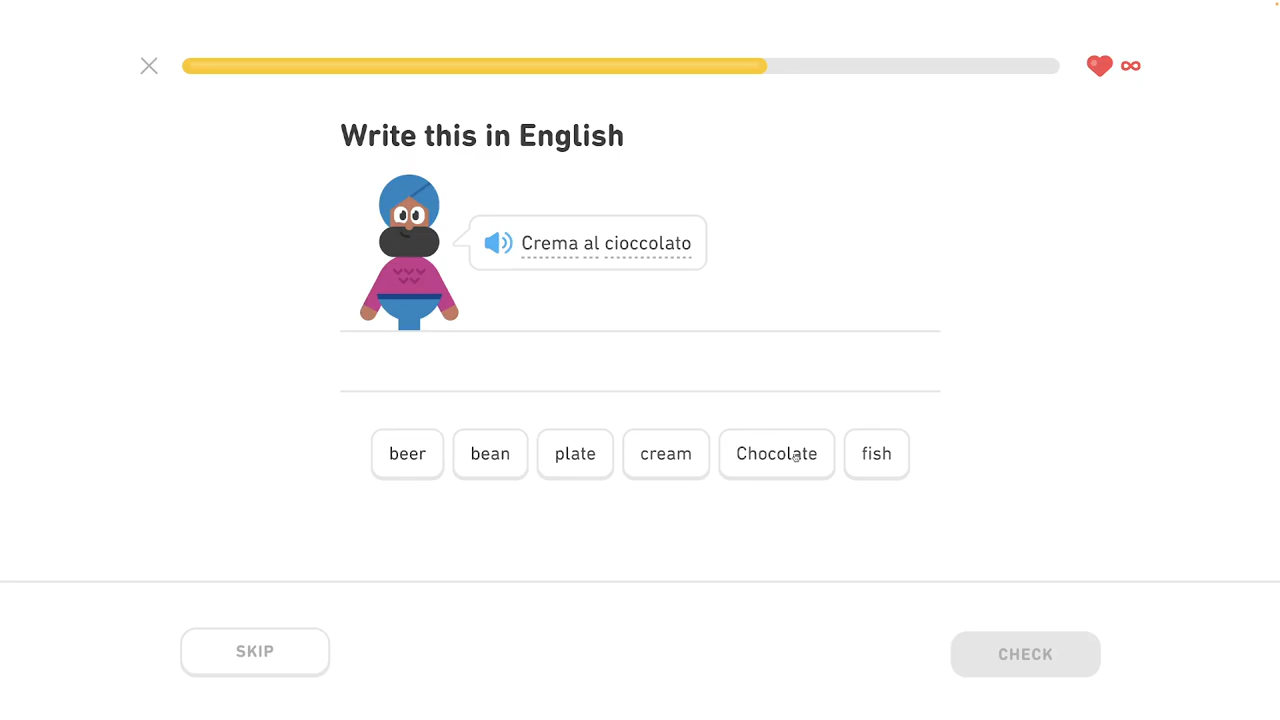 Write this in English
Crema al cioccolato
beer bean plate cream Chocolate fish
SKIP CHECK